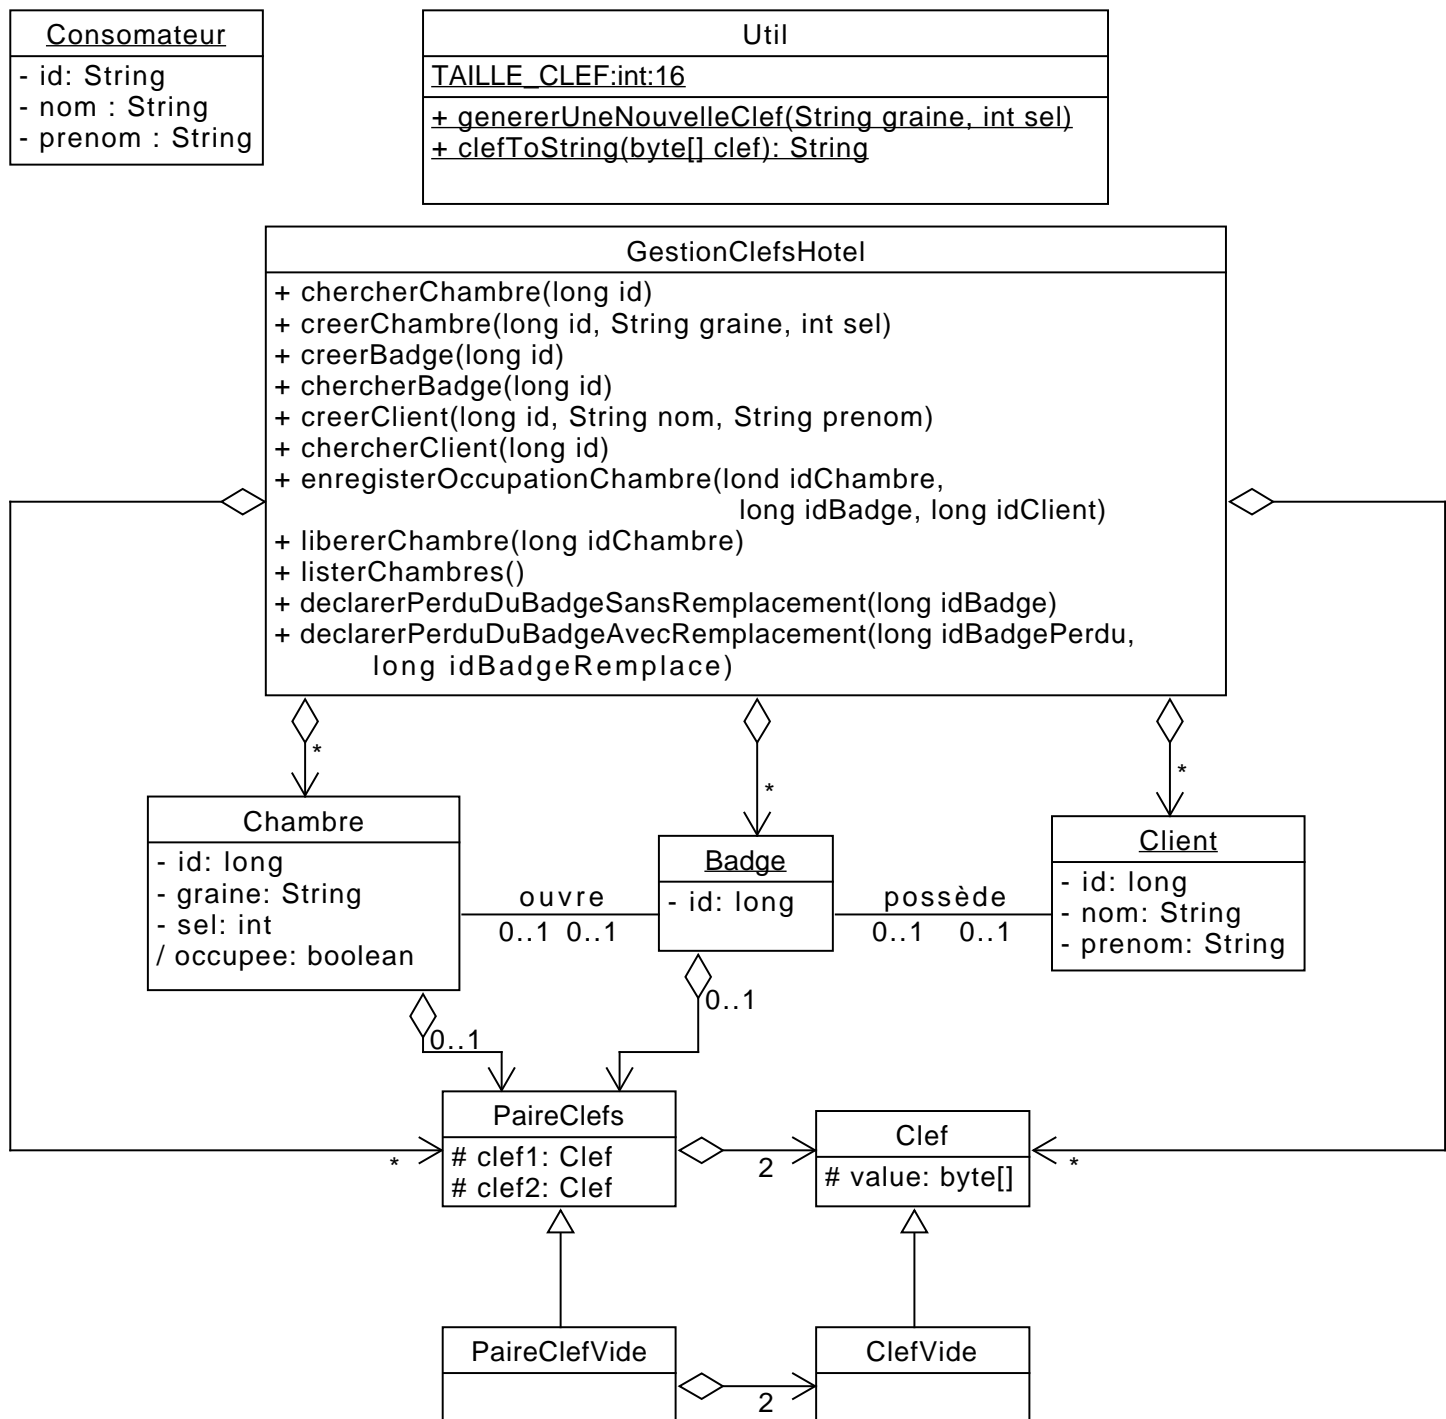 Consomateur
- id: String
- nom : String
- prenom : String
Util
TAILLE_CLEF:int:16
+ genererUneNouvelleClef(String graine, int sel)
+ clefToString(byte[] clef): String
GestionClefsHotel
+ chercherChambre(long id)
+ creerChambre(long id, String graine, int sel)
+ creerBadge(long id)
+ chercherBadge(long id)
+ creerClient(long id, String nom, String prenom)
+ chercherClient(long id)
+ enregisterOccupationChambre(lond idChambre,
long idBadge, long idClient)
+ libererChambre(long idChambre)
+ listerChambres()
+ declarerPerduDuBadgeSansRemplacement(long idBadge)
+ declarerPerduDuBadgeAvecRemplacement(long idBadgePerdu,
long idBadgeRemplace)
*
*
*
Chambre
- id: long
- graine: String
- sel: int
/ occupee: boolean
ouvre
0..1 0..1
Badge
- id: long
possède
0..1 0..1
Client
- id: long
- nom: String
- prenom: String
0..1
0..1
*
PaireClefs
# clef1: Clef
# clef2: Clef
2
Clef
# value: byte[]
*
PaireClefVide
2
ClefVide